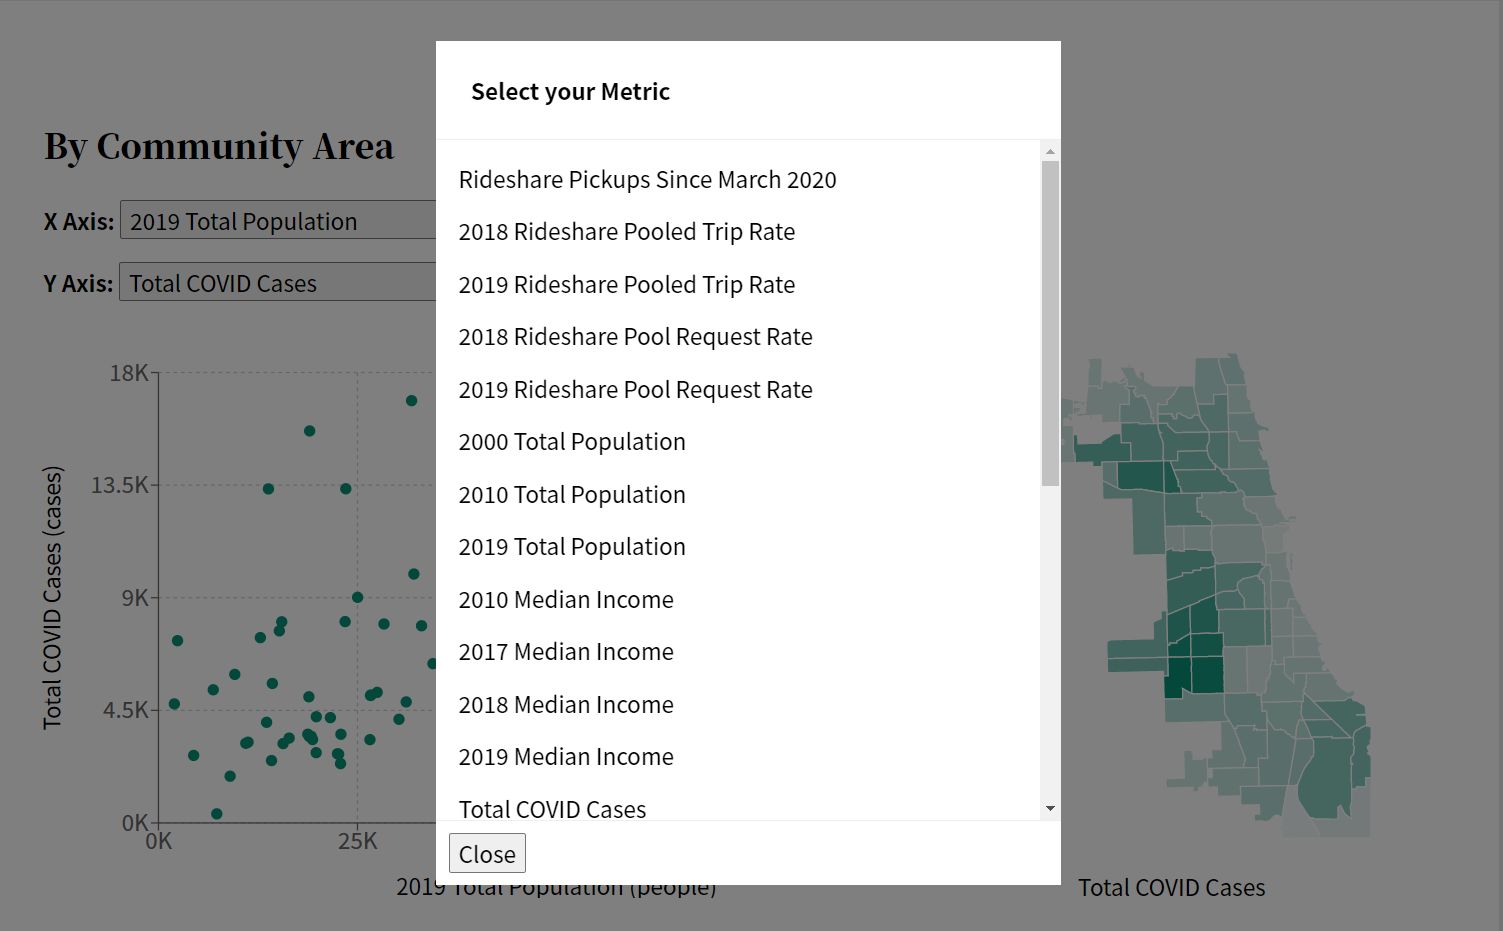 Select your Metric
By Community Area
X Axis: 2019 Total Population
Y Axis: Total COVID Cases
Rideshare Pickups Since March 2020
2018 Rideshare Pooled Trip Rate
2019 Rideshare Pooled Trip Rate
2018 Rideshare Pool Request Rate
2019 Rideshare Pool Request Rate
2000 Total Population
2010 Total Population
2019 Total Population
2010 Median Income
2017 Median Income
2018 Median Income
2019 Median Income
Total COVID Cases
Close
Total COVID Cases (cases)
18K
13.5K
9K
4.5K
0K
0K
25K
2019 Total Population (people)
Total COVID Cases